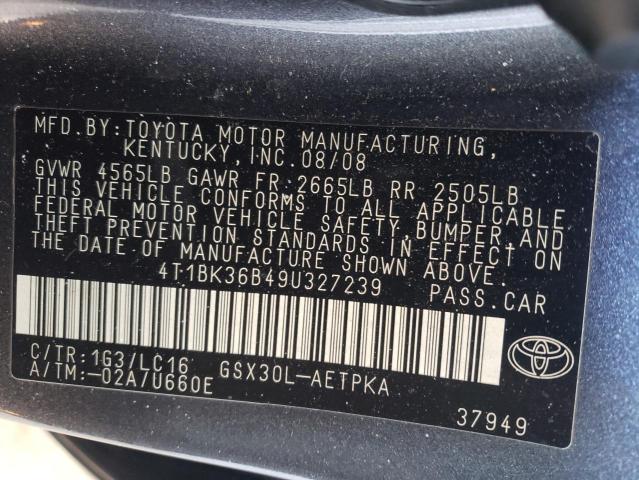 MFD.BY:TOYOTA MOTOR MANUFACTURING,
KENTUCKY,INC.08/08
GVWR 4565LB GAWR FR 2665LB RR 2505LB
THIS VEHICLE CONFORMS TO ALL APPLICABLE
FEDERAL MOTOR VEHICLE SAFETY,BUMPER,AND
THEFT PREVENTION STANDARDS IN EFFECT ON
THE DATE OF MANUFACTURE SHOWN ABOVE.
4T1BK36B49U327239 PASS.CAR
C/TR:1G3/LC16 GSX30L-AETPKA
A/TM:-02A/U660E
37949